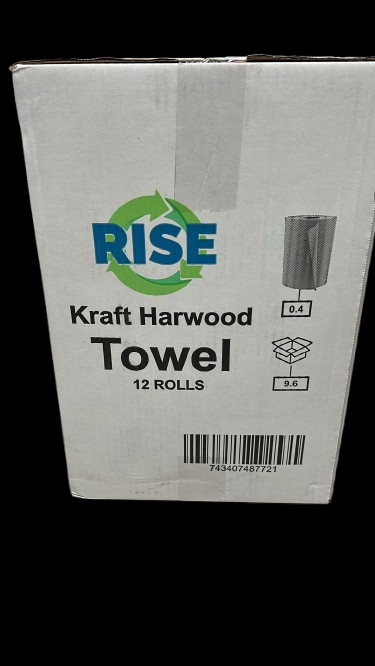 RISE
Kraft Harwood
Towel
12 ROLLS
0.4
9.6
743407487721